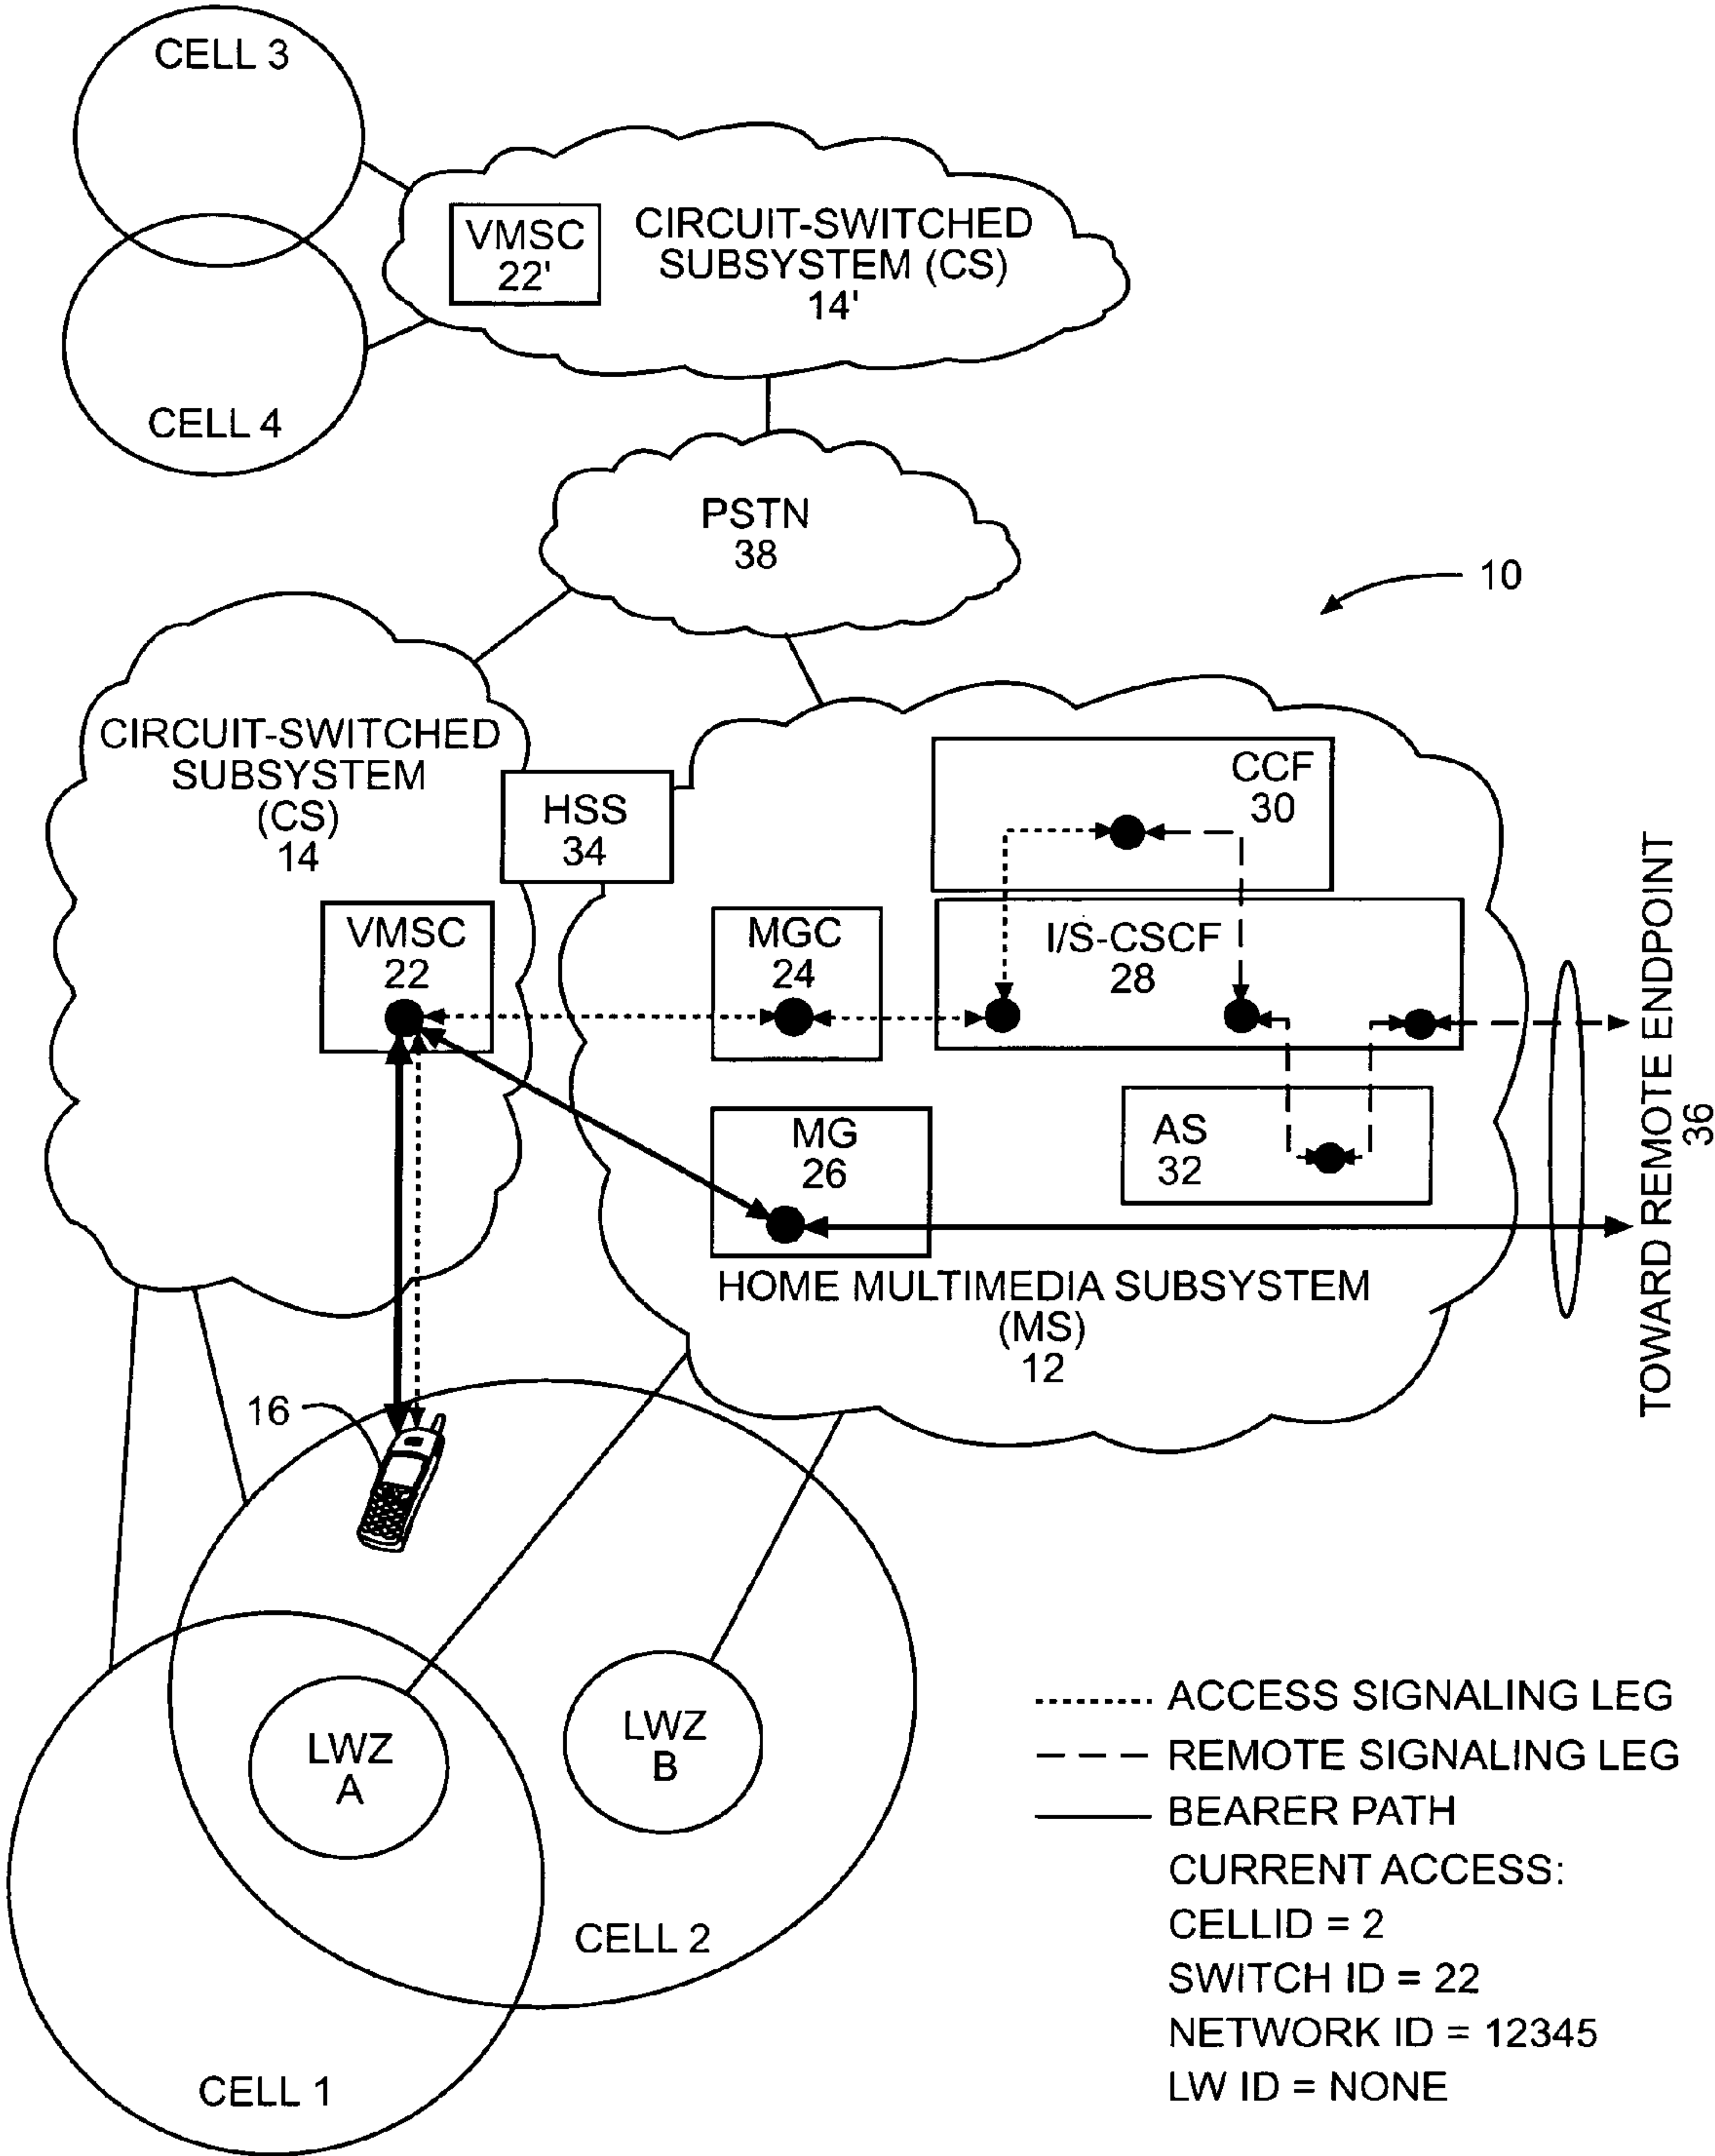 CELL 3
CELL 4
VMSC
22'
CIRCUIT-SWITCHED
SUBSYSTEM (CS)
14'
PSTN
38
10
CIRCUIT-SWITCHED
SUBSYSTEM
(CS)
14
HSS
34
CCF
30
VMSC
22
MGC
24
I/S-CSCF
28
MG
26
AS
32
HOME MULTIMEDIA SUBSYSTEM
(MS)
12
TOWARD REMOTE ENDPOINT
36
16
LWZ
A
LWZ
B
CELL 2
CELL 1
ACCESS SIGNALING LEG
REMOTE SIGNALING LEG
BEARER PATH
CURRENT ACCESS:
CELLID = 2
SWITCH ID = 22
NETWORK ID = 12345
LW ID = NONE